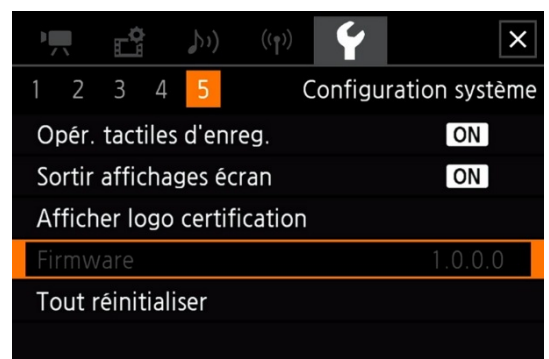 1 2 3 4 5 Configuration système
Opér. tactiles d'enreg. ON
Sortir affichages écran ON
Afficher logo certification
Firmware 1.0.0.0
Tout réinitialiser